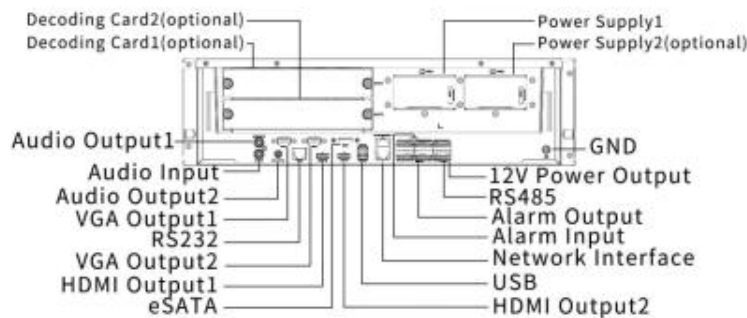 Decoding Card2(optional)
Decoding Card1(optional)
Power Supply1
Power Supply2(optional)
Audio Output1
Audio Input
Audio Output2
VGA Output1
RS232
VGA Output2
HDMI Output1
eSATA
GND
12V Power Output
RS485
Alarm Output
Alarm Input
Network Interface
USB
HDMI Output2